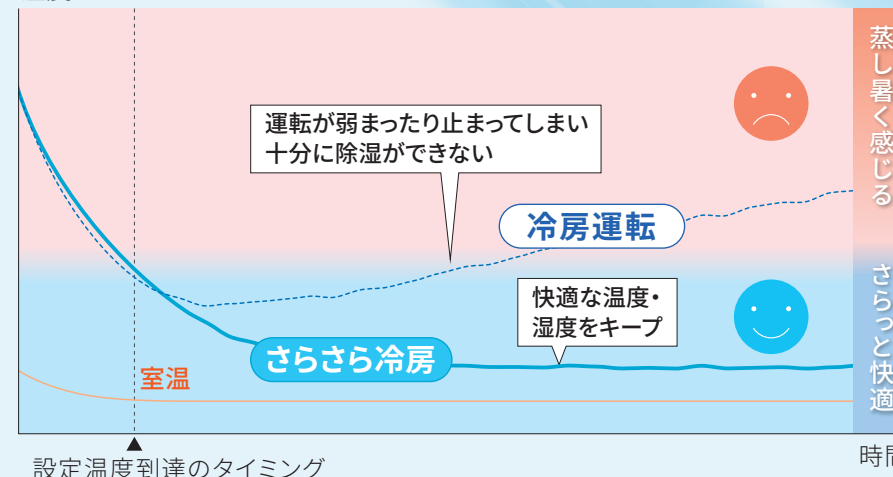 運転が弱まったり止まってしまい
十分に除湿ができない
蒸し暑く感じる
冷房運転
快適な温度・
湿度をキープ
さらっと快適
さらさら冷房
室温
設定温度到達のタイミング
時間